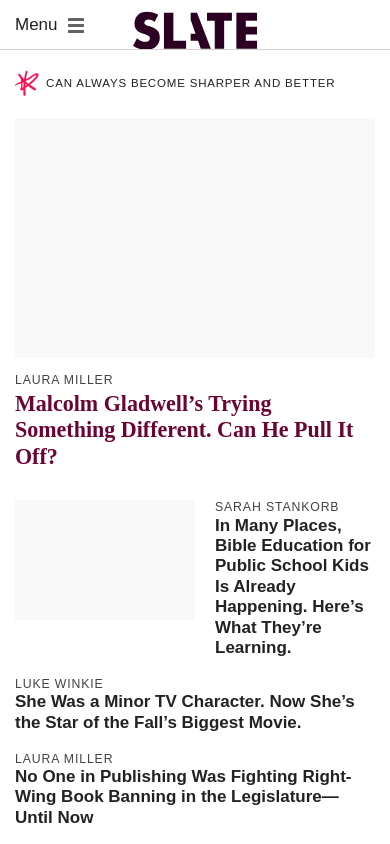 Menu
SLATE
CAN ALWAYS BECOME SHARPER AND BETTER
LAURA MILLER
Malcolm Gladwell’s Trying
Something Different. Can He Pull It
Off?
SARAH STANKORB
In Many Places,
Bible Education for
Public School Kids
Is Already
Happening. Here’s
What They’re
Learning.
LUKE WINKIE
She Was a Minor TV Character. Now She’s
the Star of the Fall’s Biggest Movie.
LAURA MILLER
No One in Publishing Was Fighting Right-
Wing Book Banning in the Legislature—
Until Now